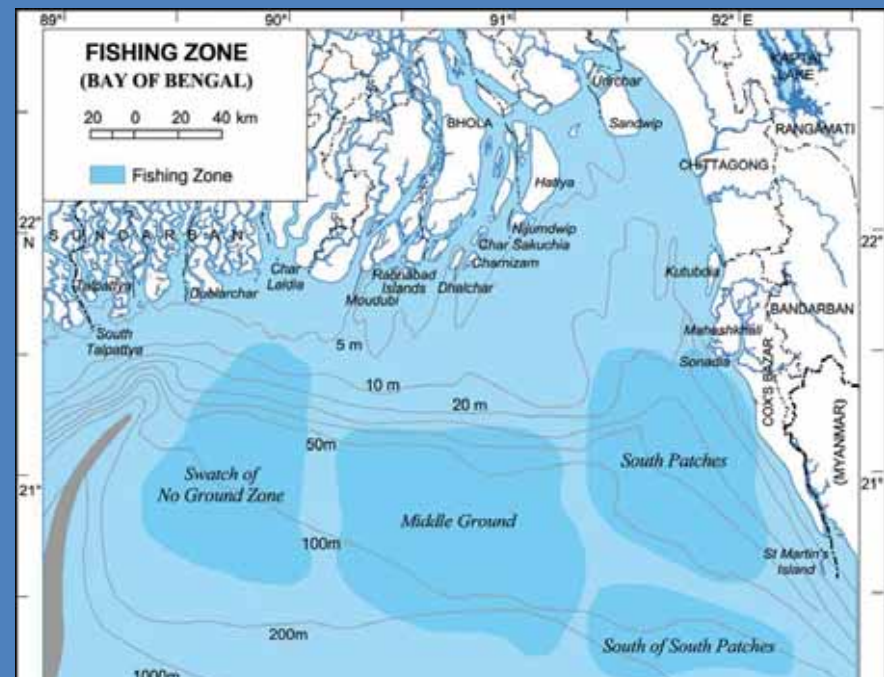 89°
90°
91°
92° E
FISHING ZONE
(BAY OF BENGAL)
20 0 20 40 km
Fishing Zone
KAPTAI
LAKE
RANGAMATI
Urirchar
Sandwip
BHOLA
CHITTAGONG
Hatiya
22°
N
22°
SUNDARBAN
Nijumdwip
Char Sakuchia
Charnizam
Char
Laldia
Rabnabad
Islands
Dhalchar
Moudubi
Kutubdia
Talpattya
Dublarchar
BANDARBAN
South
Talpattya
Maheshkhali
Sonadia
COX'S BAZAR
(MYANMAR)
5 m
10 m
20 m
50m
Swatch of
No Ground Zone
South Patches
21°
21°
Middle Ground
100m
St Martin's
Island
200m
South of South Patches
1000m